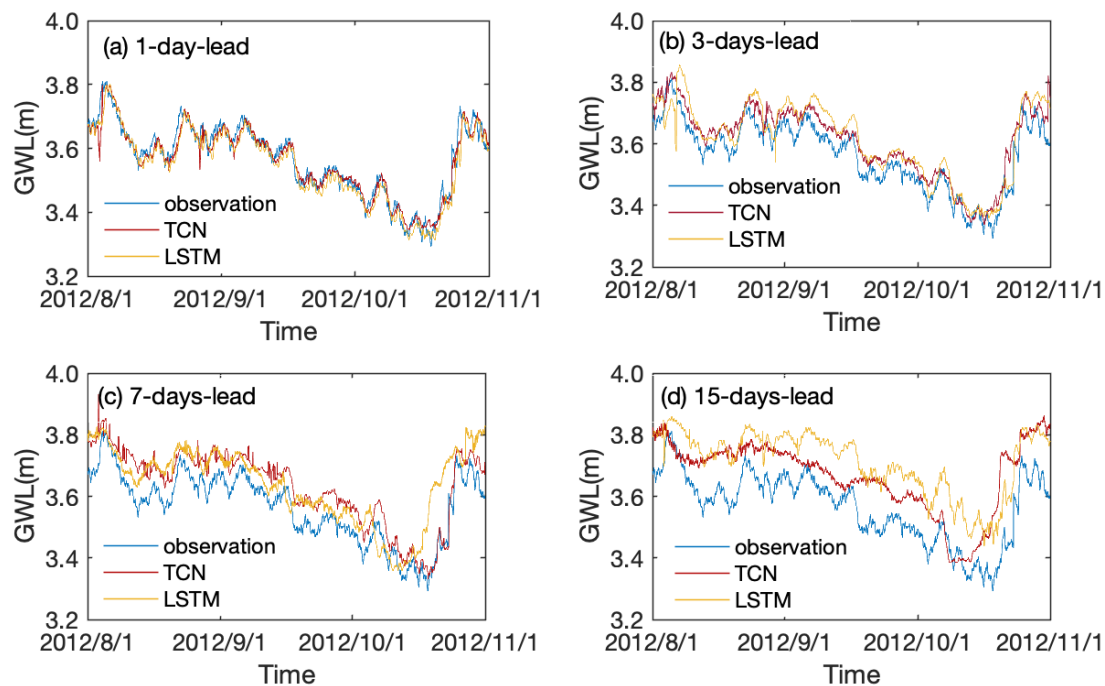 (a) 1-day-lead
GWL(m)
4.0
3.8
3.6
3.4
3.2
observation
TCN
LSTM
2012/8/1 2012/9/1 2012/10/1 2012/11/1
Time
(b) 3-days-lead
GWL(m)
4.0
3.8
3.6
3.4
3.2
observation
TCN
LSTM
2012/8/1 2012/9/1 2012/10/1 2012/11/1
Time
(c) 7-days-lead
GWL(m)
4.0
3.8
3.6
3.4
3.2
observation
TCN
LSTM
2012/8/1 2012/9/1 2012/10/1 2012/11/1
Time
(d) 15-days-lead
GWL(m)
4.0
3.8
3.6
3.4
3.2
observation
TCN
LSTM
2012/8/1 2012/9/1 2012/10/1 2012/11/1
Time